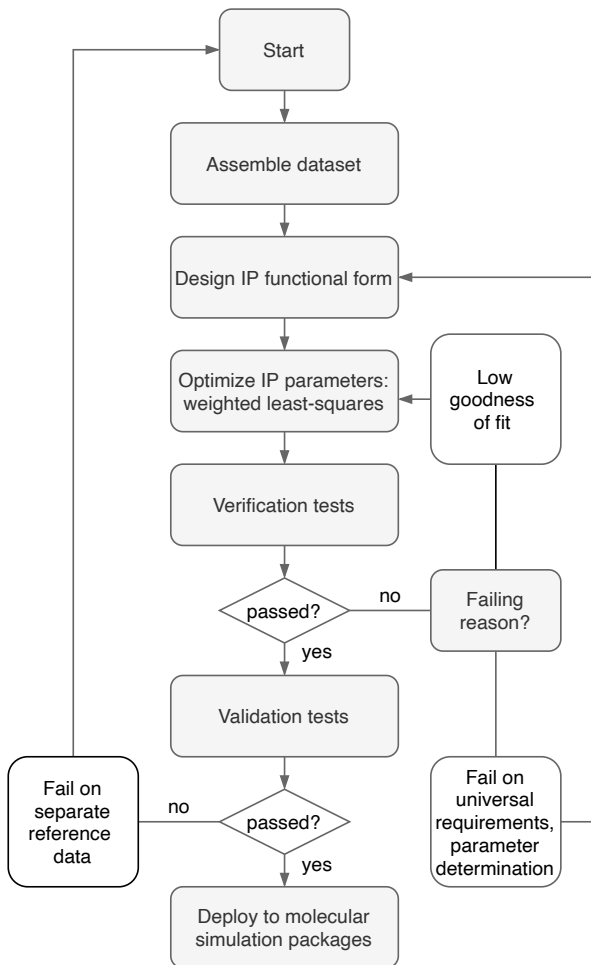 Start
Assemble dataset
Design IP functional form
Optimize IP parameters:
weighted least-squares
Low
goodness
of fit
Verification tests
passed?
no
Failing
reason?
yes
Validation tests
Fail on
separate
reference
data
no
passed?
Fail on
universal
requirements,
parameter
determination
yes
Deploy to molecular
simulation packages